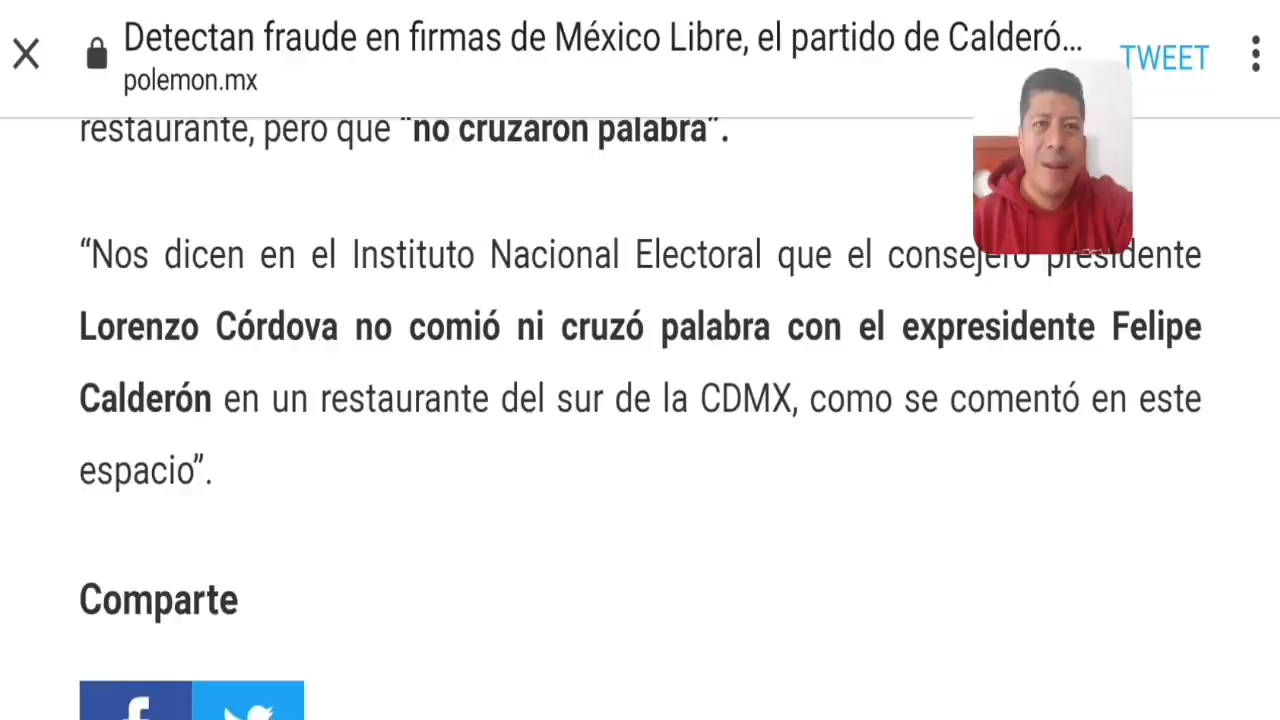 Detectan fraude en firmas de México Libre, el partido de Calderó...
TWEET
polemon.mx
restaurante, pero que "no cruzaron palabra".
“Nos dicen en el Instituto Nacional Electoral que el consejero presidente
Lorenzo Córdova no comió ni cruzó palabra con el expresidente Felipe
Calderón en un restaurante del sur de la CDMX, como se comentó en este
espacio”.
Comparte